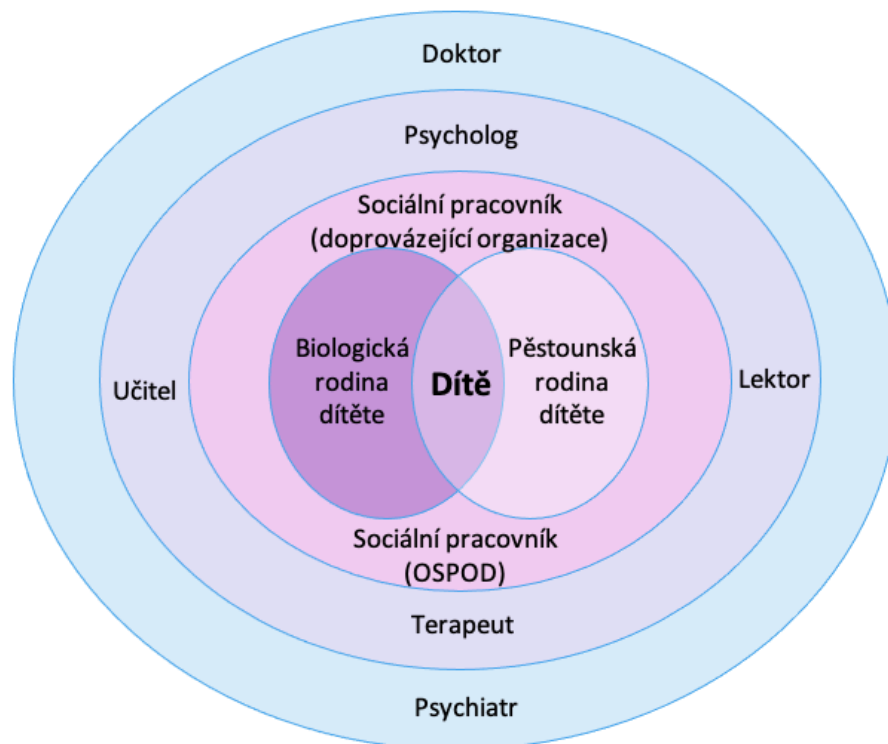 Doktor
Psycholog
Sociální pracovník
(doprovázející organizace)
Biologická
rodina
dítěte
Dítě
Pěstounská
rodina
dítěte
Učitel
Lektor
Sociální pracovník
(OSPOD)
Terapeut
Psychiatr